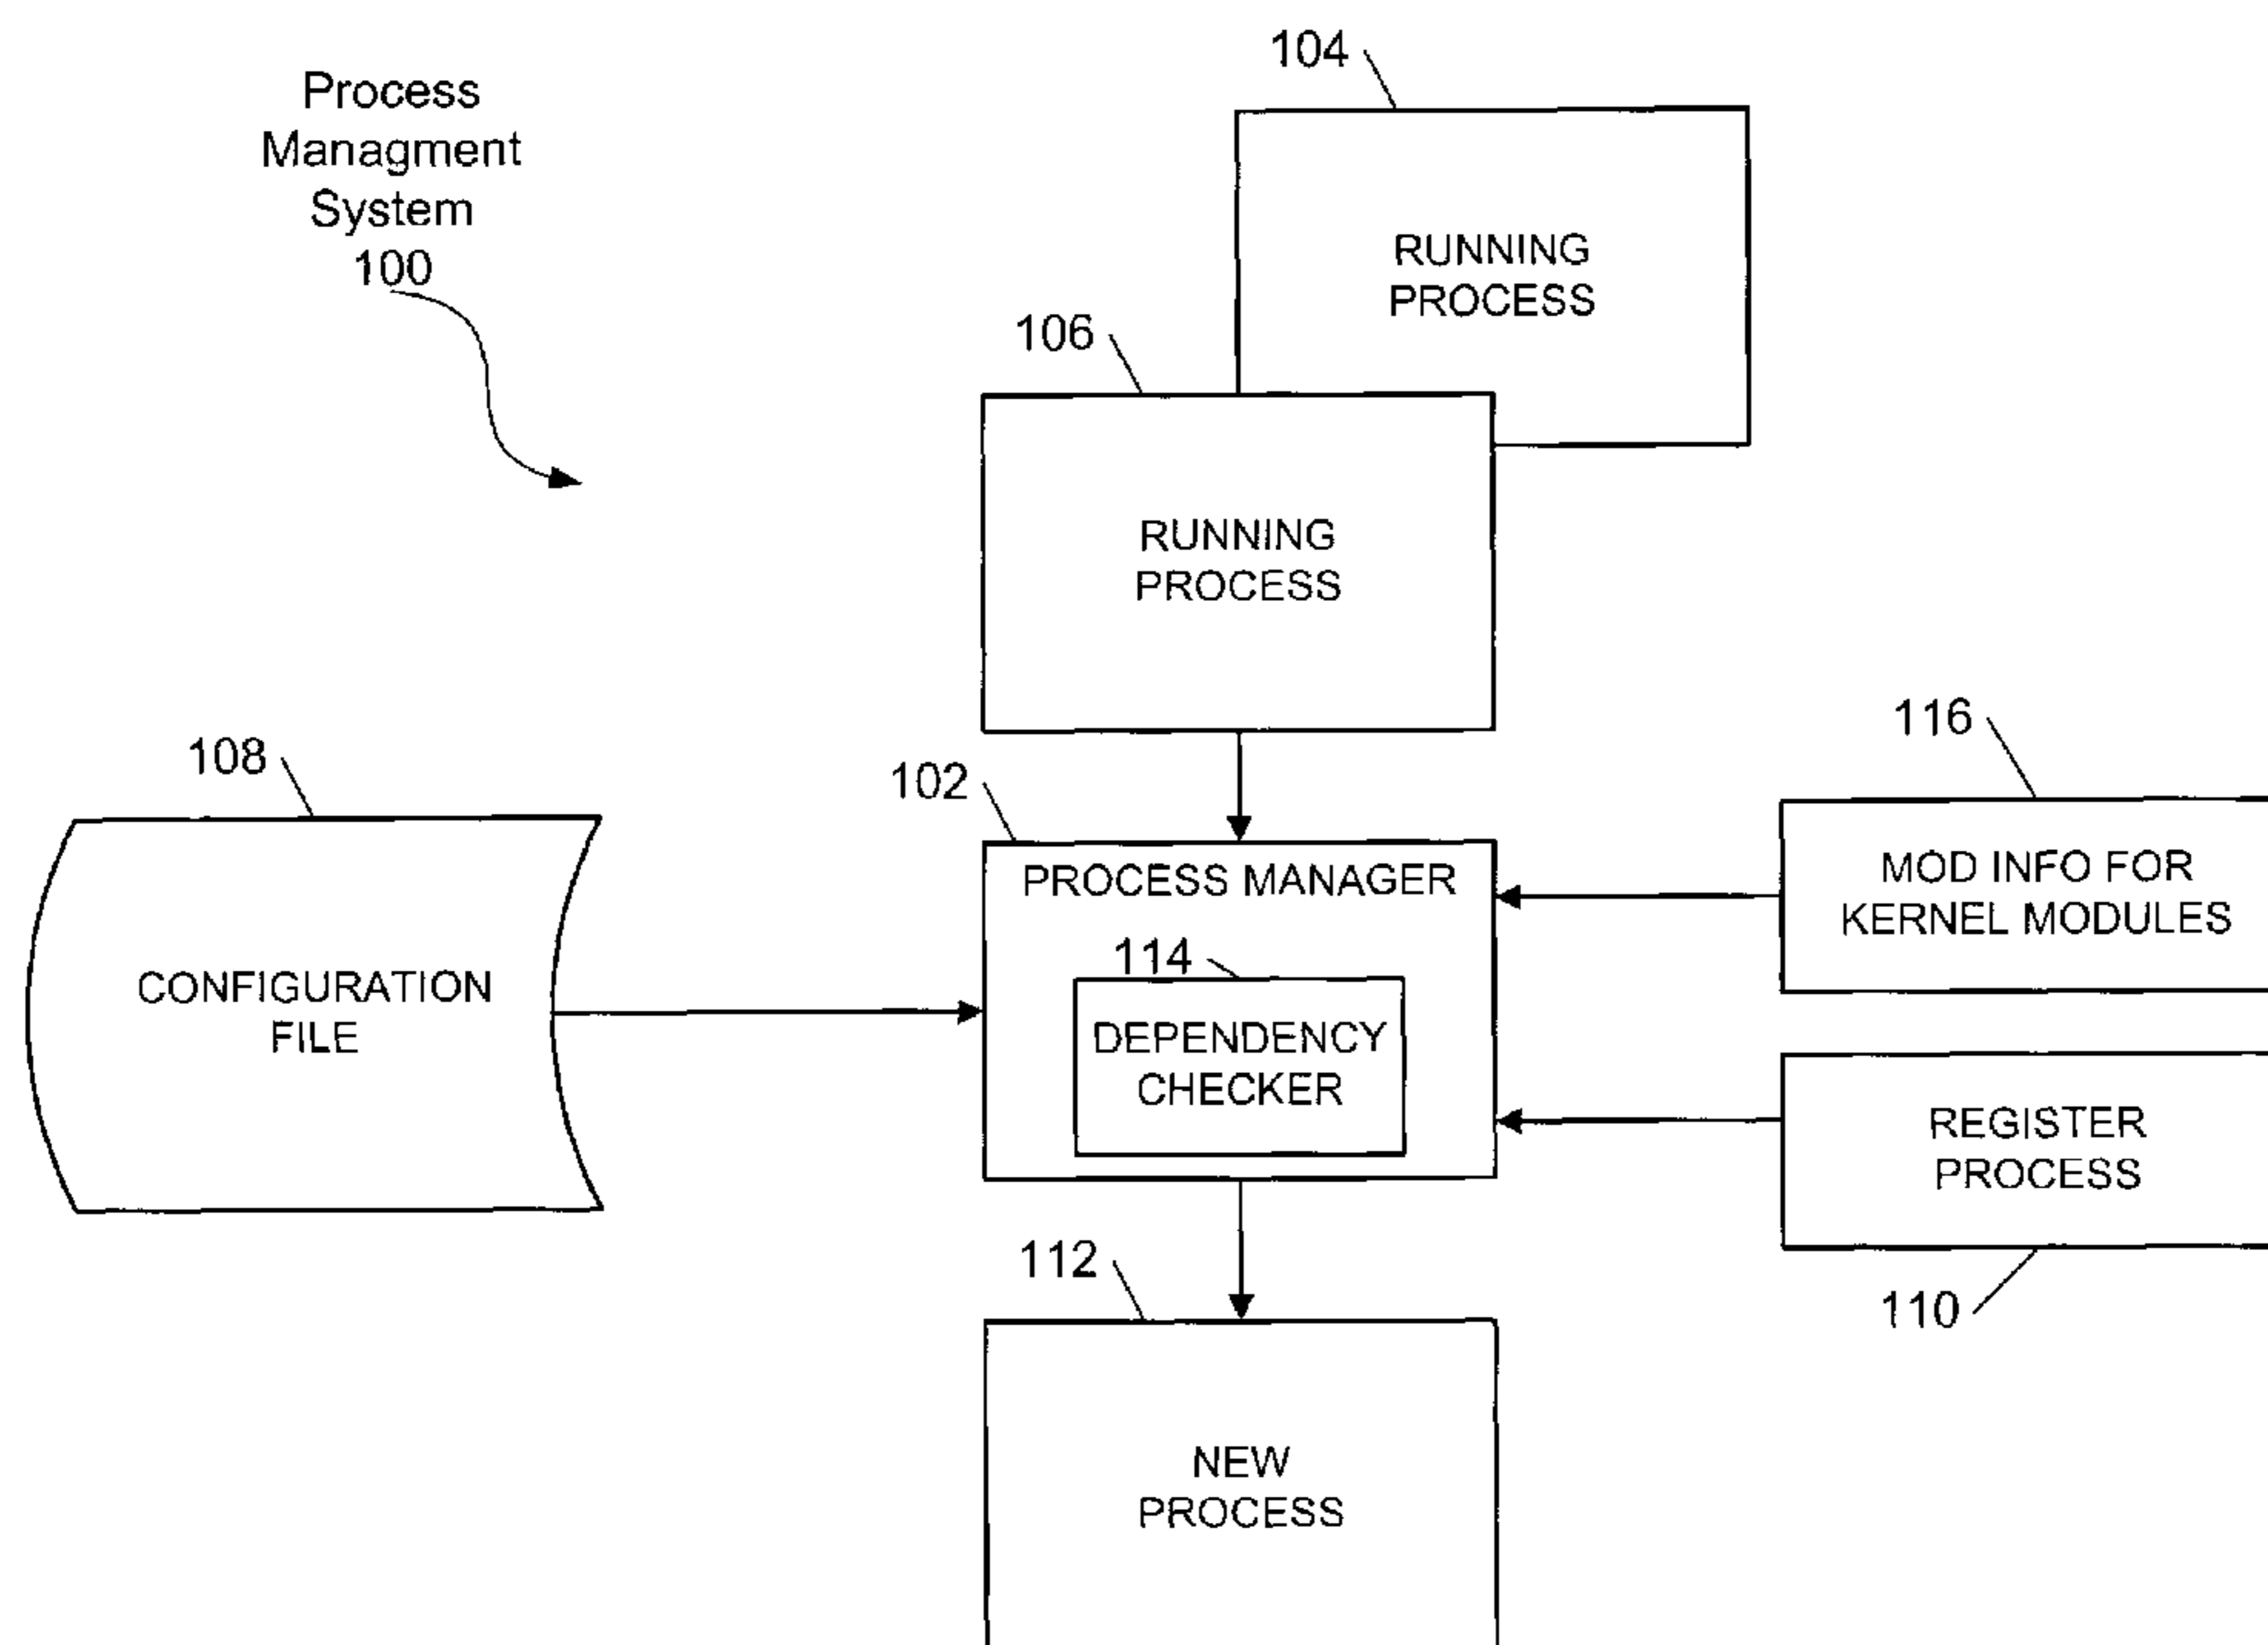 Process
Managment
System
100
104
RUNNING
PROCESS
106
RUNNING
PROCESS
108
CONFIGURATION
FILE
102
PROCESS MANAGER
114
DEPENDENCY
CHECKER
116
MOD INFO FOR
KERNEL MODULES
REGISTER
PROCESS
110
112
NEW
PROCESS